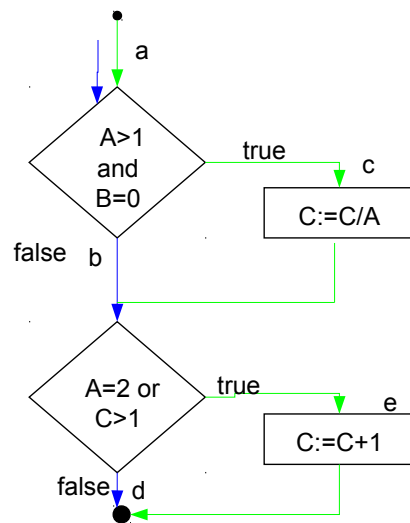 a
A>1
and
B=0
true
c
C:=C/A
false
b
A=2 or
C>1
true
e
C:=C+1
false
d